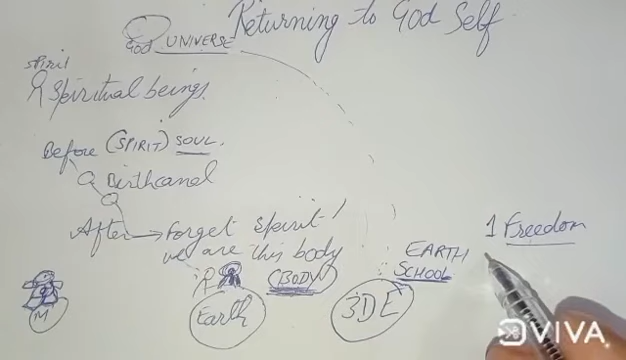 Returning to God Self
God UNIVERSE
spirit
Spiritual beings.
Before (SPIRIT) SOUL.
Birthcanal
After → Forget Spirit!
we are this body
(BODY)
Earth
3DE
EARTH
SCHOOL
1 Freedom
M
VIVA